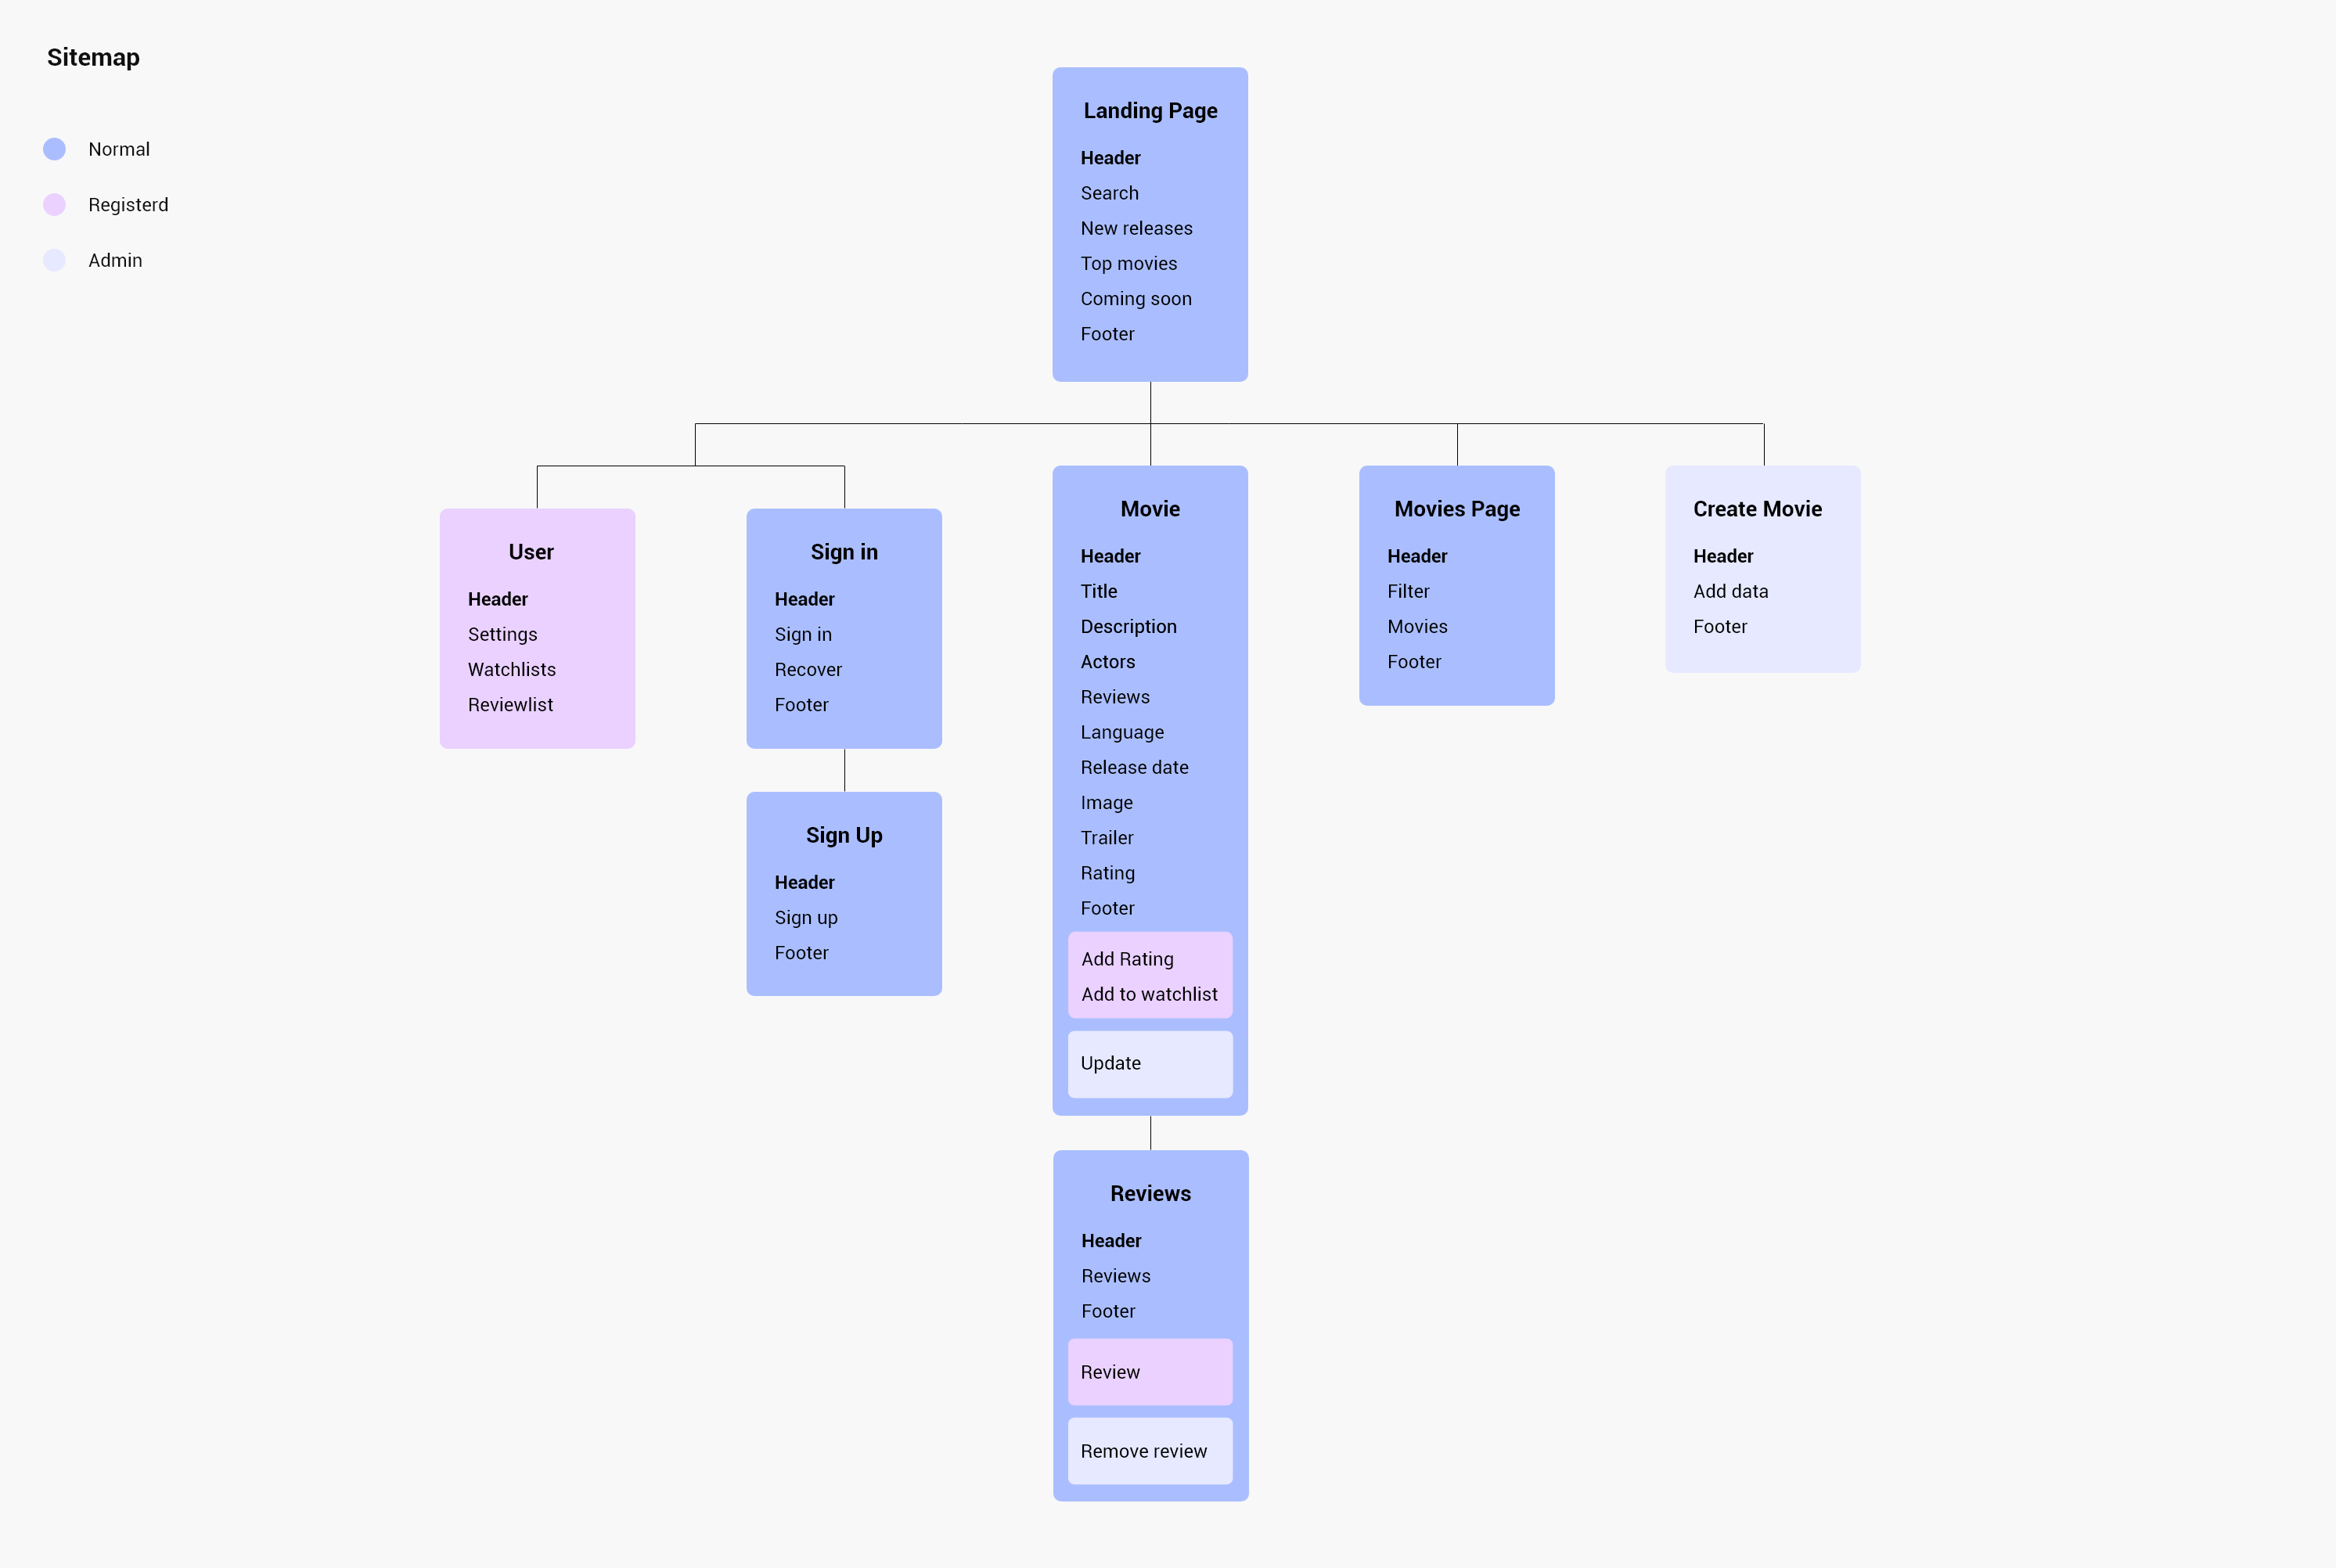 Sitemap
Normal
Registerd
Admin
Landing Page
Header
Search
New releases
Top movies
Coming soon
Footer
User
Header
Settings
Watchlists
Reviewlist
Sign in
Header
Sign in
Recover
Footer
Sign Up
Header
Sign up
Footer
Movie
Header
Title
Description
Actors
Reviews
Language
Release date
Image
Trailer
Rating
Footer
Add Rating
Add to watchlist
Update
Reviews
Header
Reviews
Footer
Review
Remove review
Movies Page
Header
Filter
Movies
Footer
Create Movie
Header
Add data
Footer